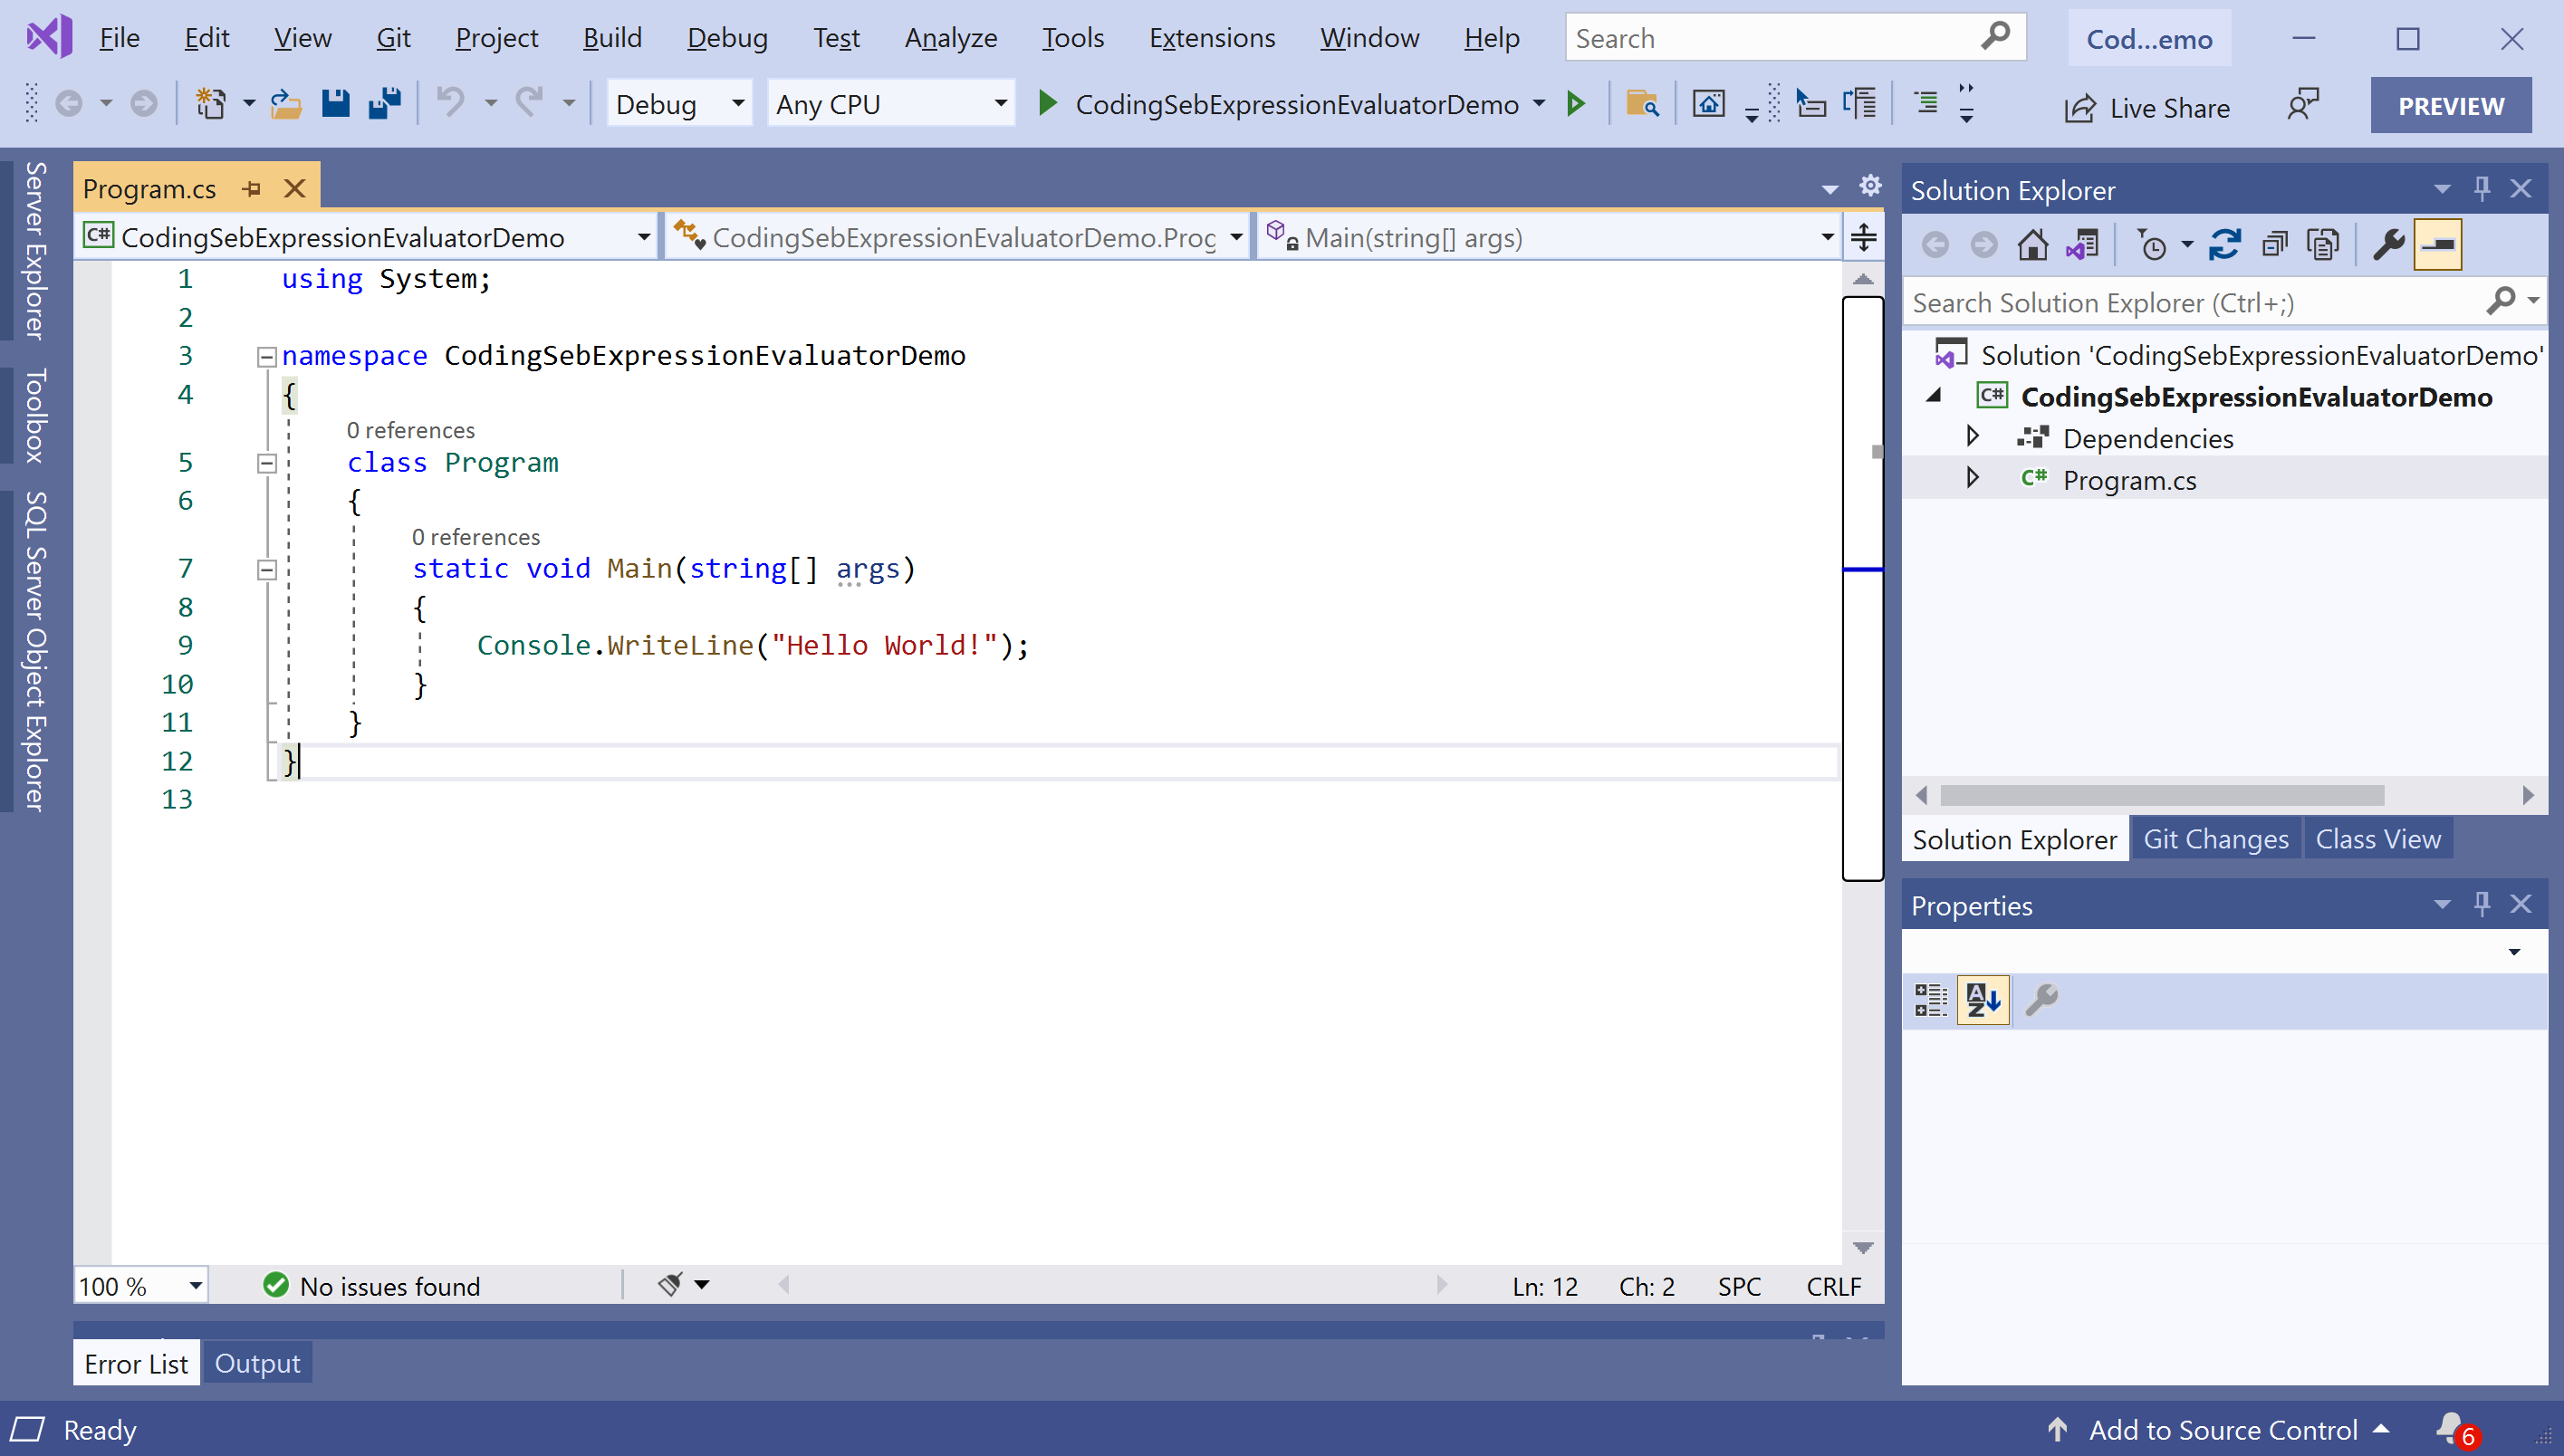 File Edit View Git Project Build Debug Test Analyze Tools Extensions Window Help Search Cod...emo
Debug Any CPU CodingSebExpressionEvaluatorDemo Live Share PREVIEW
Server Explorer
Toolbox
SQL Server Object Explorer
Program.cs
C# CodingSebExpressionEvaluatorDemo CodingSebExpressionEvaluatorDemo.Prog Main(string[] args)
1 using System;
2
3 namespace CodingSebExpressionEvaluatorDemo
4 {
0 references
5 class Program
6 {
0 references
7 static void Main(string[] args)
8 {
9 Console.WriteLine("Hello World!");
10 }
11 }
12 }
13
100 % No issues found Ln: 12 Ch: 2 SPC CRLF
Error List Output
Solution Explorer
Search Solution Explorer (Ctrl+;)
Solution 'CodingSebExpressionEvaluatorDemo'
C# CodingSebExpressionEvaluatorDemo
Dependencies
C# Program.cs
Solution Explorer Git Changes Class View
Properties
AZ
Ready Add to Source Control 6